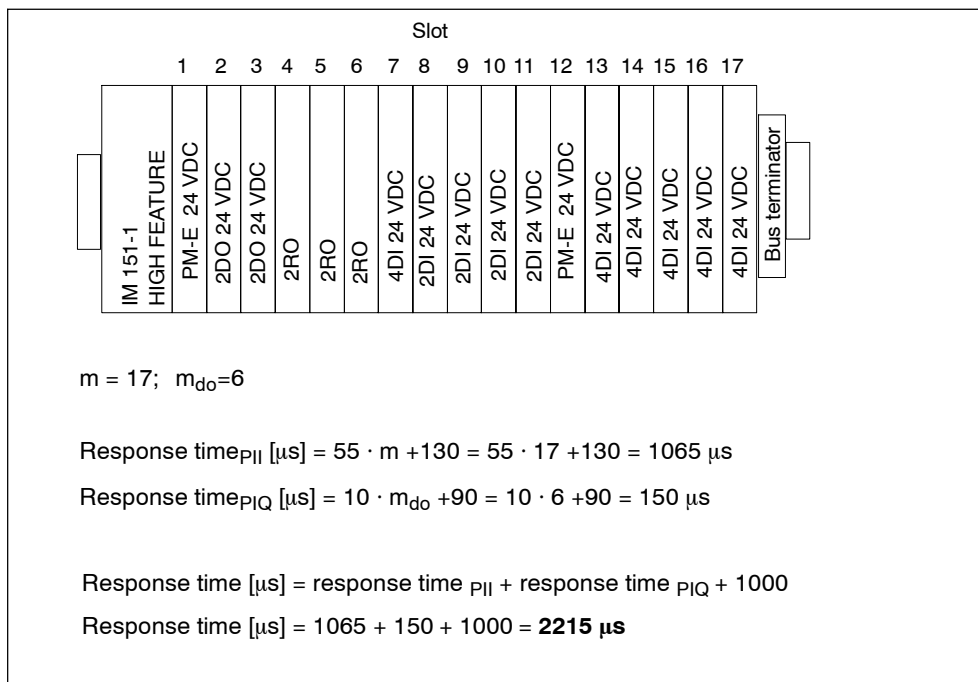 Slot
1 2 3 4 5 6 7 8 9 10 11 12 13 14 15 16 17
IM 151-1
HIGH FEATURE
PM-E 24 VDC
2DO 24 VDC
2DO 24 VDC
2RO
2RO
2RO
4DI 24 VDC
2DI 24 VDC
2DI 24 VDC
2DI 24 VDC
2DI 24 VDC
PM-E 24 VDC
4DI 24 VDC
4DI 24 VDC
4DI 24 VDC
4DI 24 VDC
4DI 24 VDC
Bus terminator
m = 17; mdo=6
Response timePII [μs] = 55 · m +130 = 55 · 17 +130 = 1065 μs
Response timePIQ [μs] = 10 · mdo +90 = 10 · 6 +90 = 150 μs
Response time [μs] = response time PII + response time PIQ + 1000
Response time [μs] = 1065 + 150 + 1000 = 2215 μs